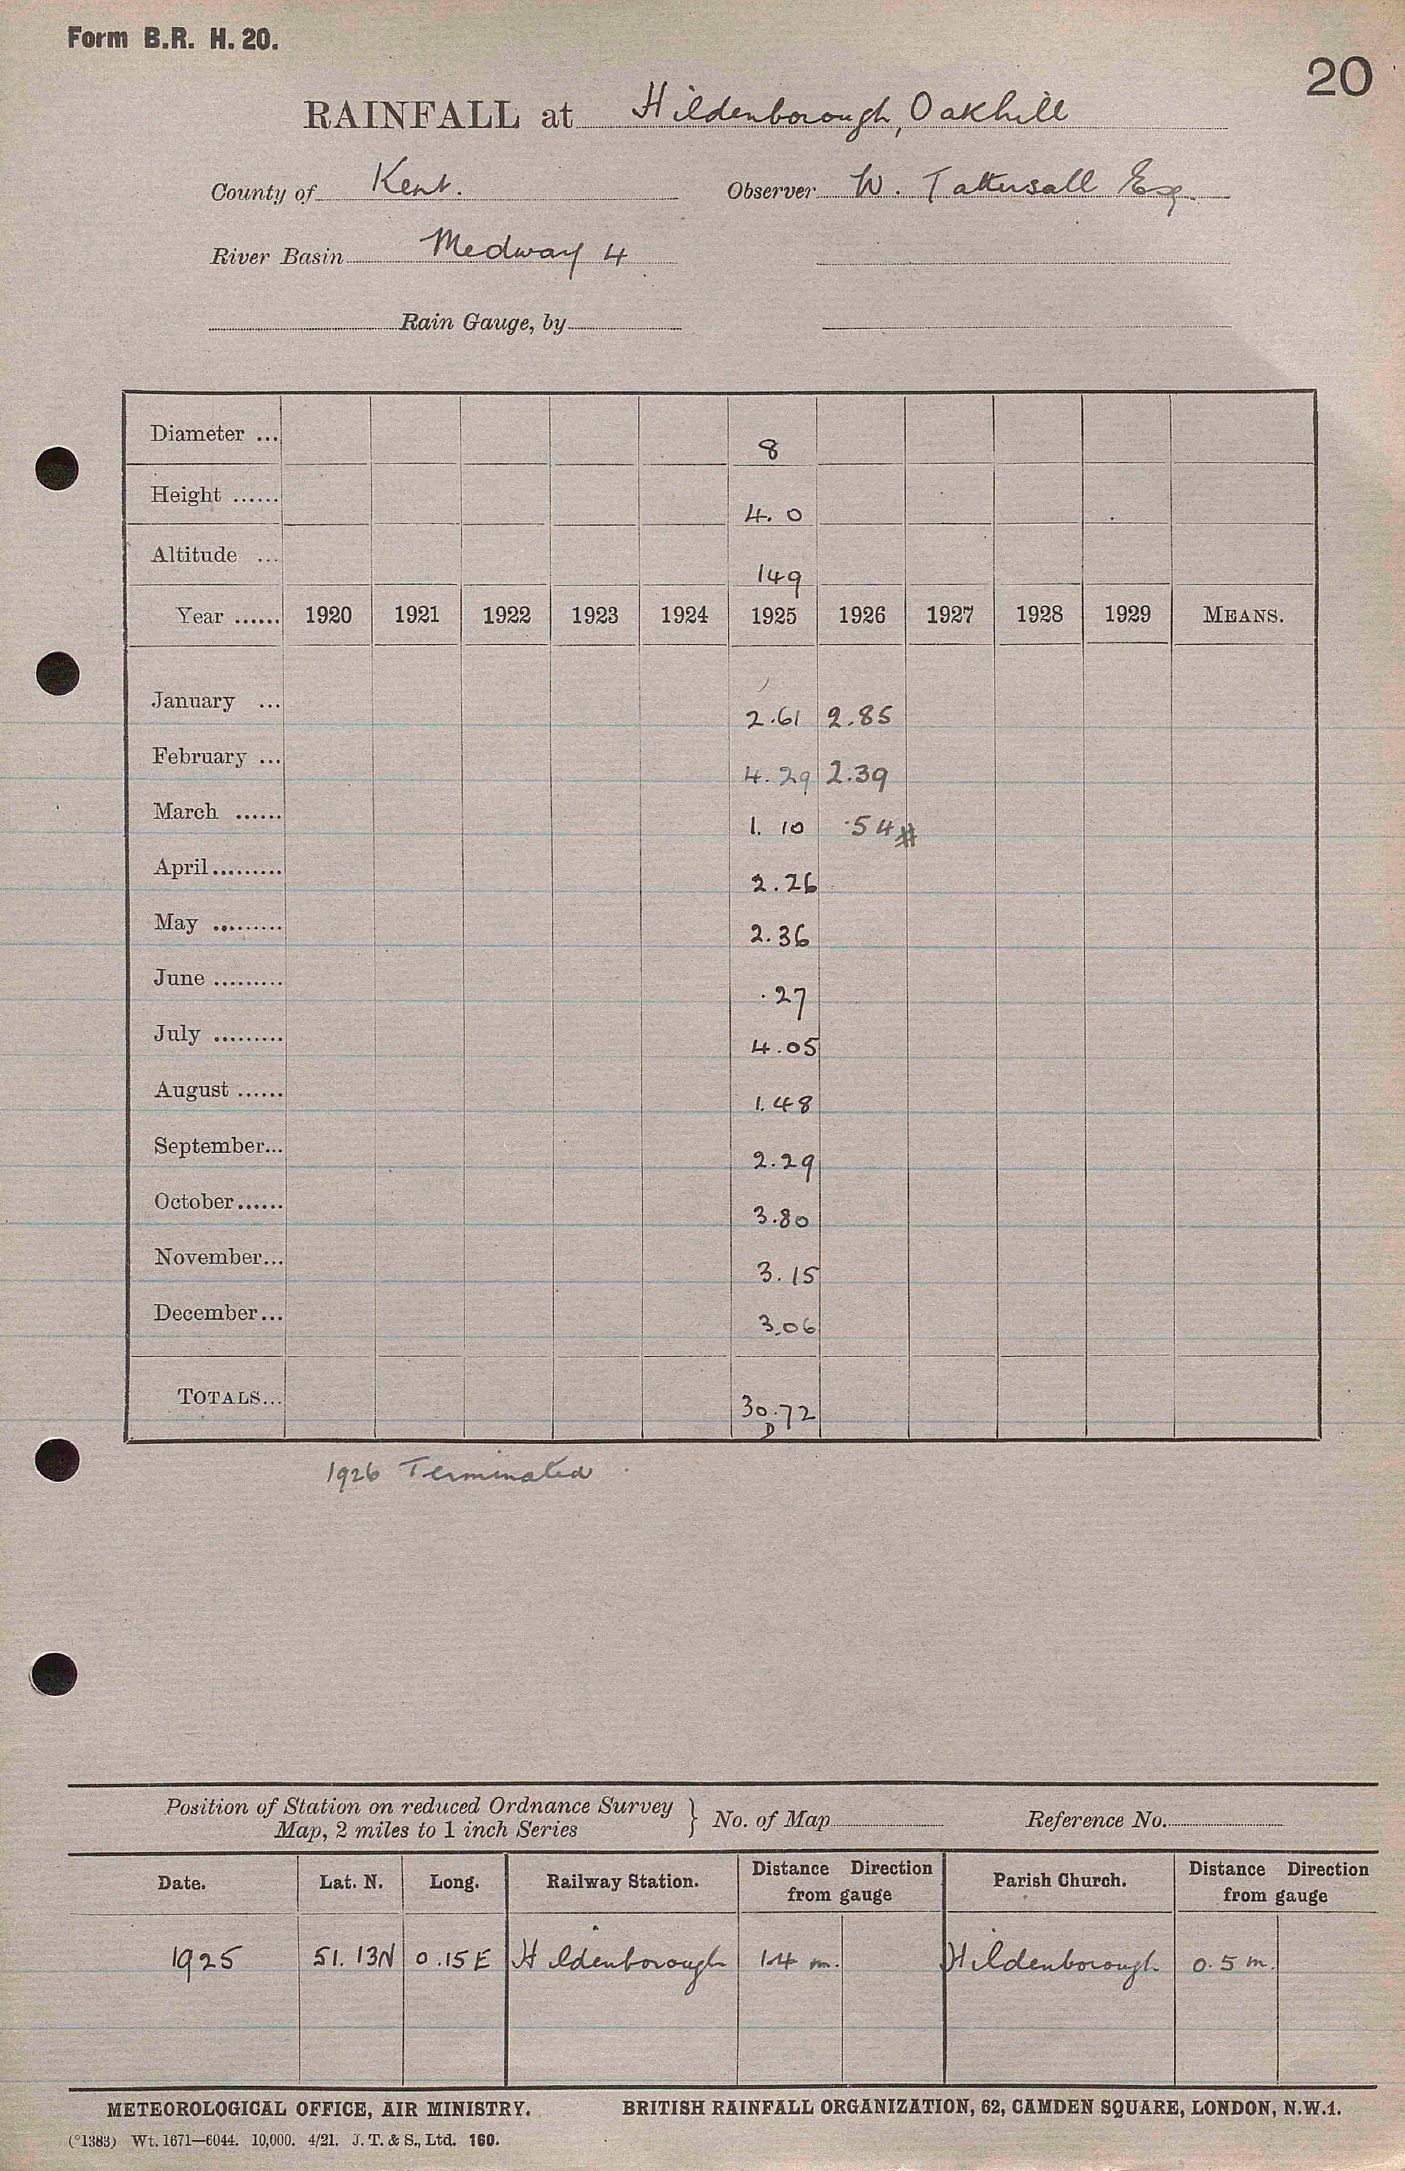 Form B.R. H. 20.
20
RAINFALL at Hildenborough, Oakhill
County of Kent. Observer W. Tattersall Esq.
River Basin Medway 4
Rain Gauge, by
Diameter ... 8
Height ...... 4.0
Altitude ... 149
Year ...... 1920 1921 1922 1923 1924 1925 1926 1927 1928 1929 MEANS.
January ... 2.61 2.85
February ... 4.29 2.39
March ...... 1.10 .54 #
April......... 2.26
May ......... 2.36
June ......... .27
July ......... 4.05
August ...... 1.48
September... 2.29
October...... 3.80
November... 3.15
December... 3.06
TOTALS... 30.72
D
1926 Terminated
Position of Station on reduced Ordnance Survey
Map, 2 miles to 1 inch Series } No. of Map Reference No.
Date. Lat. N. Long. Railway Station. Distance Direction from gauge Parish Church. Distance Direction from gauge
1925 51.13N 0.15E Hildenborough 1.4 m. Hildenborough 0.5 m.
METEOROLOGICAL OFFICE, AIR MINISTRY. BRITISH RAINFALL ORGANIZATION, 62, CAMDEN SQUARE, LONDON, N.W.1.
(°1383) Wt. 1671—6044. 10,000. 4/21. J. T. & S., Ltd. 160.